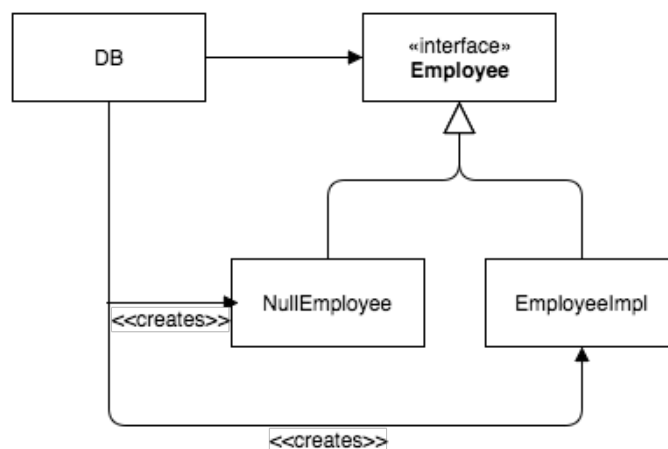 DB
«interface»
Employee
NullEmployee
EmployeeImpl
<<creates>>
<<creates>>